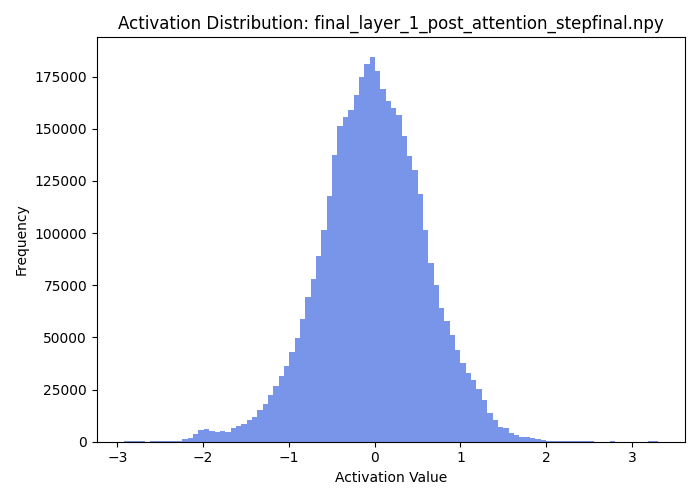 Activation Distribution: final_layer_1_post_attention_stepfinal.npy
Frequency
175000
150000
125000
100000
75000
50000
25000
0
−3 −2 −1 0 1 2 3
Activation Value